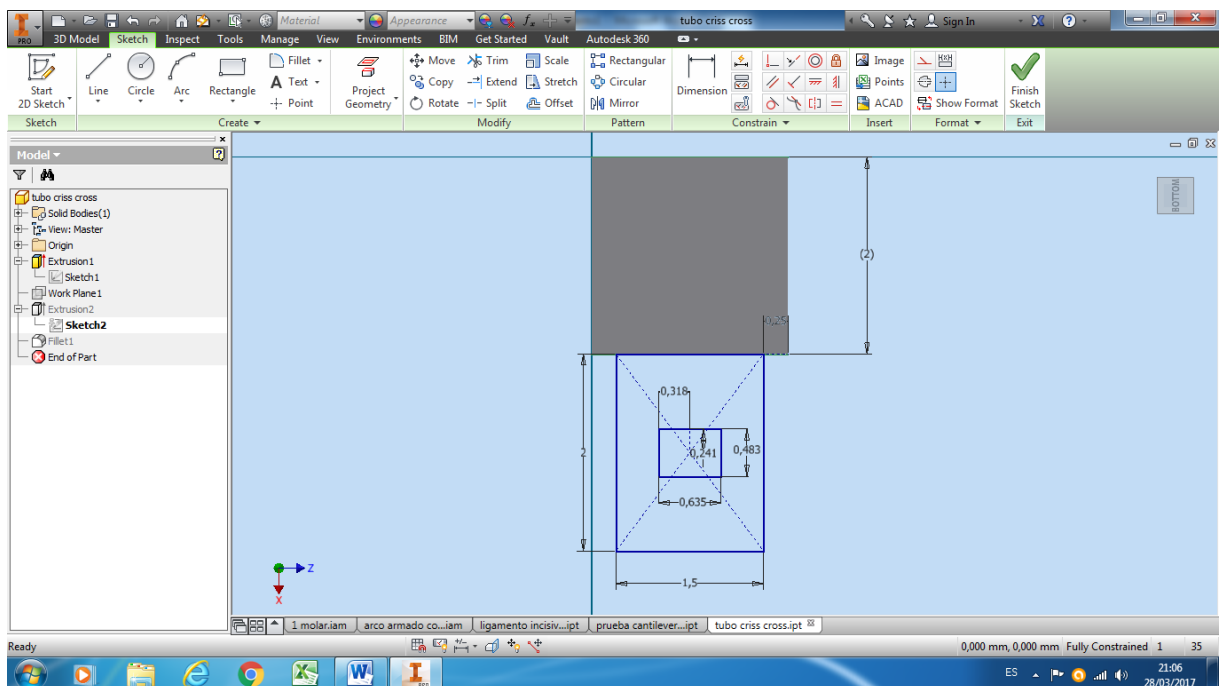 Material Appearance fx tubo criss cross Sign In
PRO 3D Model Sketch Inspect Tools Manage View Environments BIM Get Started Vault Autodesk 360
Start 2D Sketch Line Circle Arc Rectangle Fillet Text Point Project Geometry Move Copy Rotate Trim Extend Split Scale Stretch Offset Rectangular Circular Mirror Dimension Image Points ACAD Show Format Finish Sketch
Sketch Create Modify Pattern Constrain Insert Format Exit
Model
tubo criss cross
Solid Bodies(1)
View: Master
Origin
Extrusion1
Sketch1
Work Plane1
Extrusion2
Sketch2
Fillet1
End of Part
BOTTOM
(2)
0,25
0,318
0,241
0,483
2
0,635
1,5
Z
X
1 molar.iam arco armado co...iam ligamento incisiv...ipt prueba cantilever...ipt tubo criss cross.ipt
Ready 0,000 mm, 0,000 mm Fully Constrained 1 35
ES 21:06
28/03/2017